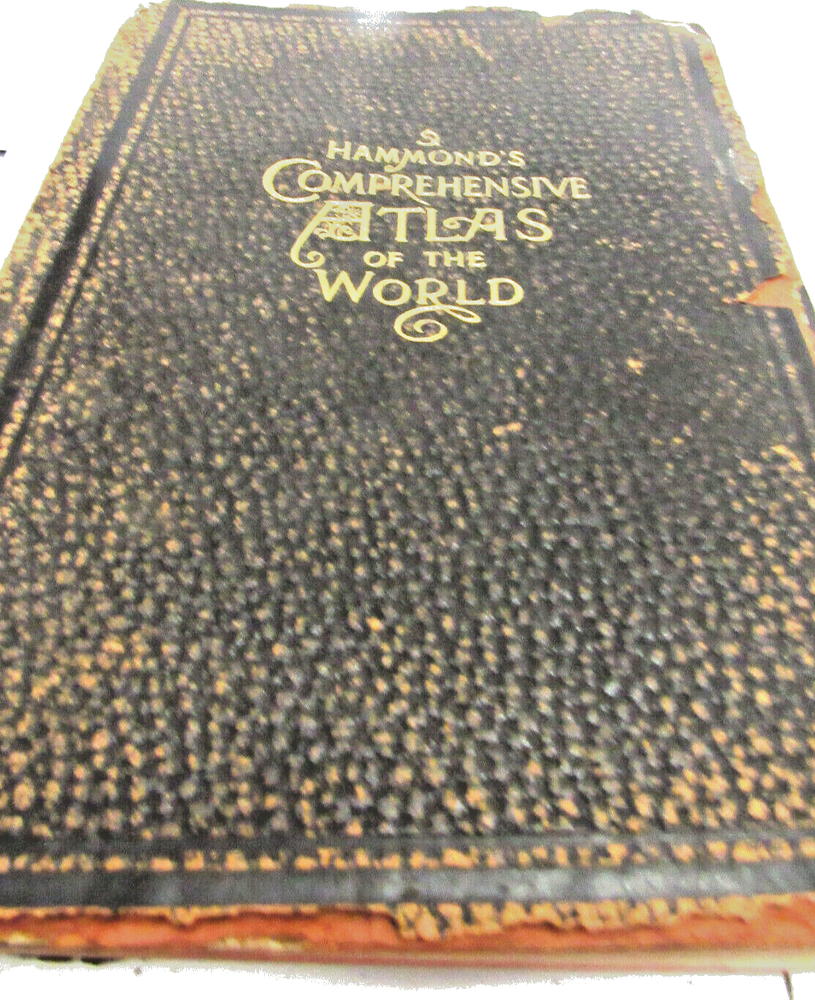 HAMMOND'S
COMPREHENSIVE
ATLAS
OF THE
WORLD